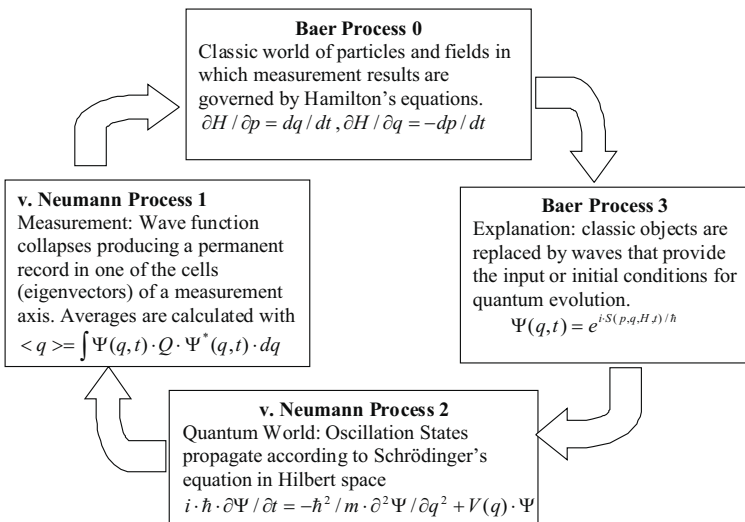 Baer Process 0
Classic world of particles and fields in
which measurement results are
governed by Hamilton's equations.
∂H / ∂p = dq / dt , ∂H / ∂q = −dp / dt
v. Neumann Process 1
Measurement: Wave function
collapses producing a permanent
record in one of the cells
(eigenvectors) of a measurement
axis. Averages are calculated with
< q >= ∫ Ψ(q,t) · Q · Ψ*(q,t) · dq
Baer Process 3
Explanation: classic objects are
replaced by waves that provide
the input or initial conditions for
quantum evolution.
Ψ(q,t) = e^{i·S(p,q,H,t)/ℏ}
v. Neumann Process 2
Quantum World: Oscillation States
propagate according to Schrödinger's
equation in Hilbert space
i · ℏ · ∂Ψ / ∂t = −ℏ² / m · ∂²Ψ / ∂q² + V(q) · Ψ